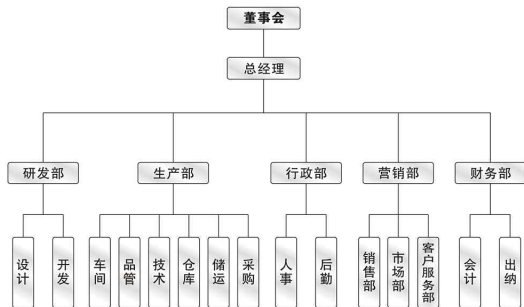 董事会
总经理
研发部
生产部
行政部
营销部
财务部
设计
开发
车间
品管
技术
仓库
储运
采购
人事
后勤
销售部
市场部
客户服务部
会计
出纳